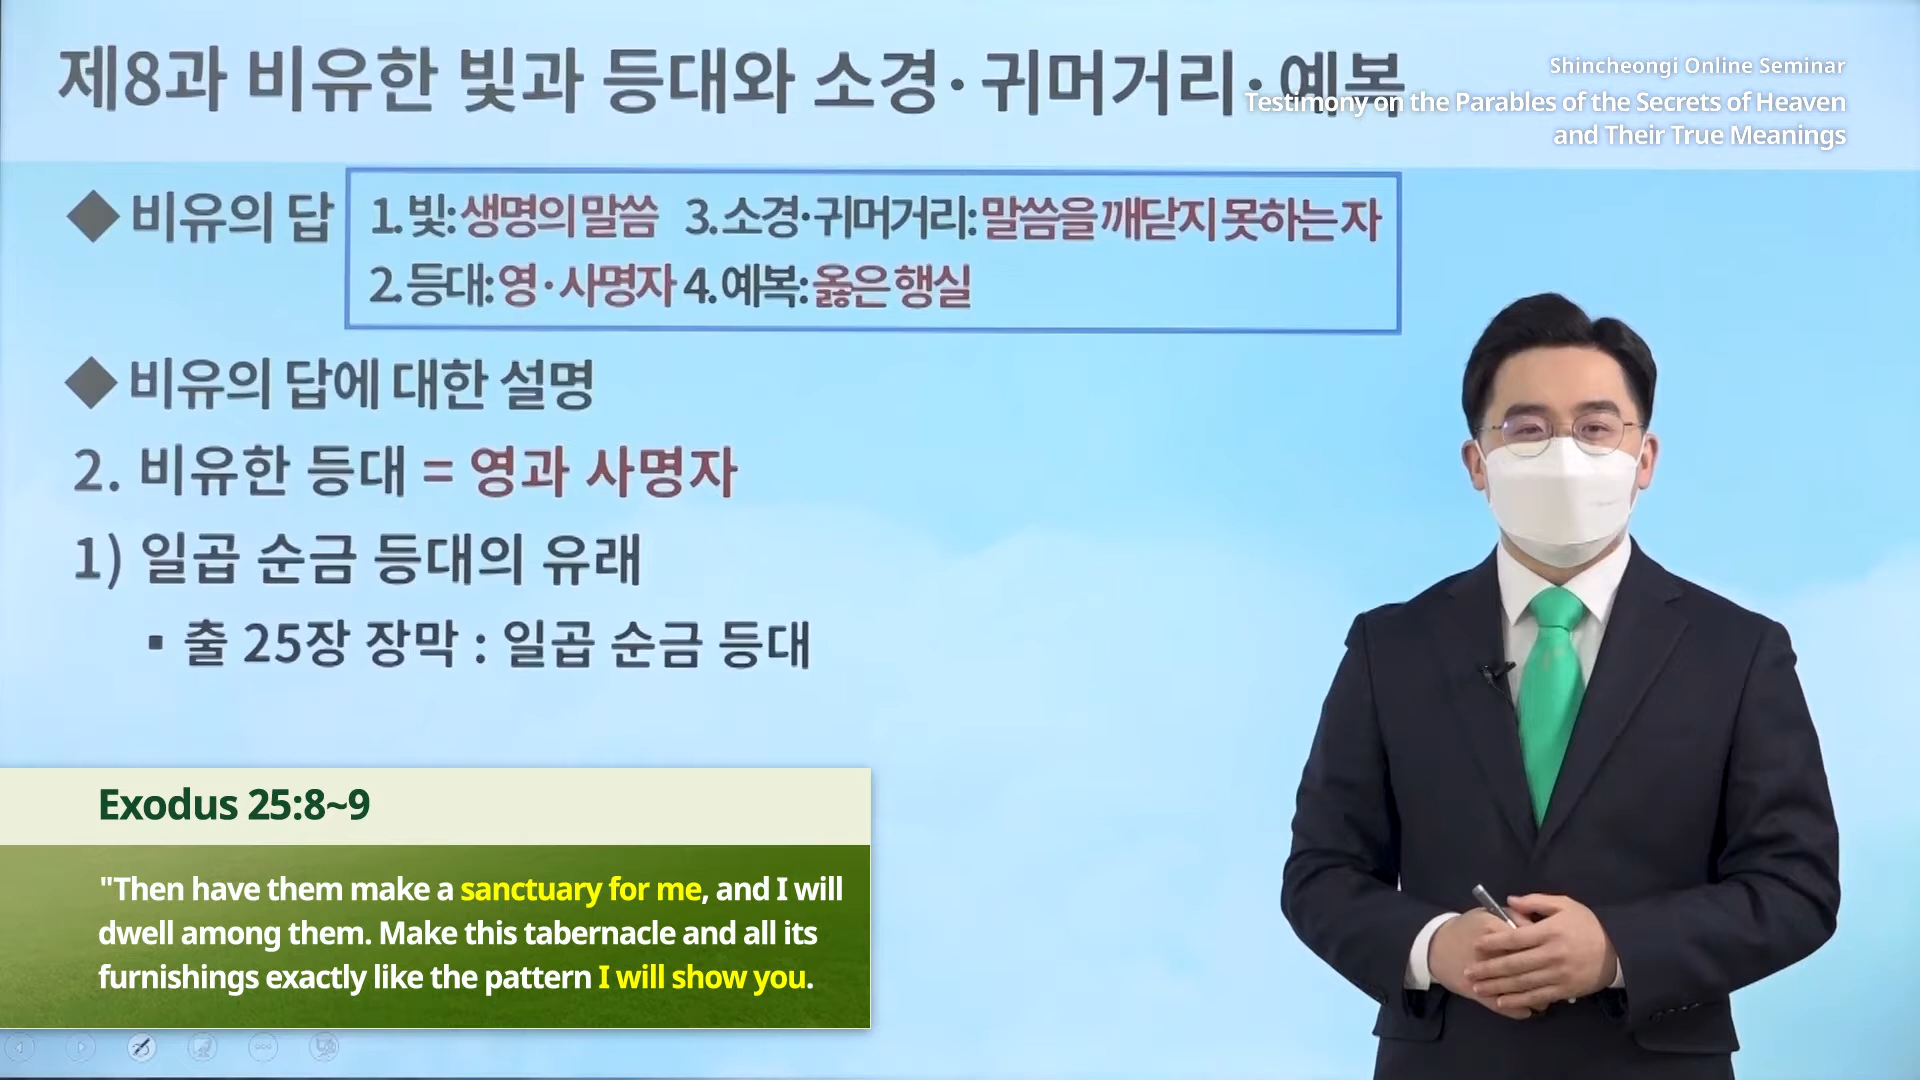 제8과 비유한 빛과 등대와 소경·귀머거리·예복
Shincheongi Online Seminar
Testimony on the Parables of the Secrets of Heaven
and Their True Meanings
◆ 비유의 답
1. 빛: 생명의 말씀 3. 소경·귀머거리: 말씀을 깨닫지 못하는 자
2. 등대: 영·사명자 4. 예복: 옳은 행실
◆ 비유의 답에 대한 설명
2. 비유한 등대 = 영과 사명자
1) 일곱 순금 등대의 유래
▪ 출 25장 장막 : 일곱 순금 등대
Exodus 25:8~9
"Then have them make a sanctuary for me, and I will
dwell among them. Make this tabernacle and all its
furnishings exactly like the pattern I will show you.